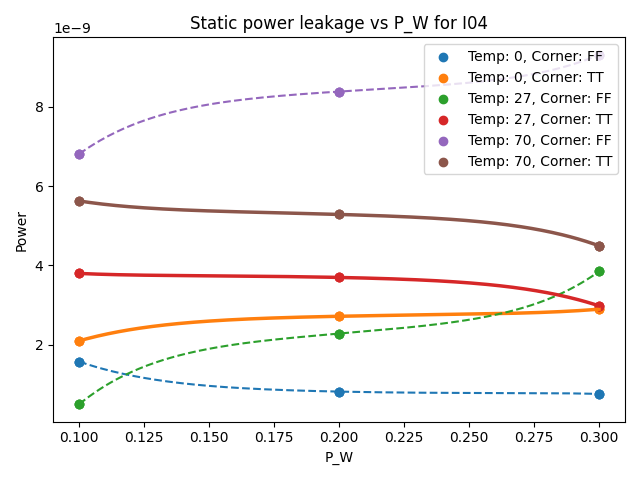 Static power leakage vs P_W for I04
1e−9
Temp: 0, Corner: FF
Temp: 0, Corner: TT
Temp: 27, Corner: FF
Temp: 27, Corner: TT
Temp: 70, Corner: FF
Temp: 70, Corner: TT
8
6
4
2
Power
0.100 0.125 0.150 0.175 0.200 0.225 0.250 0.275 0.300
P_W